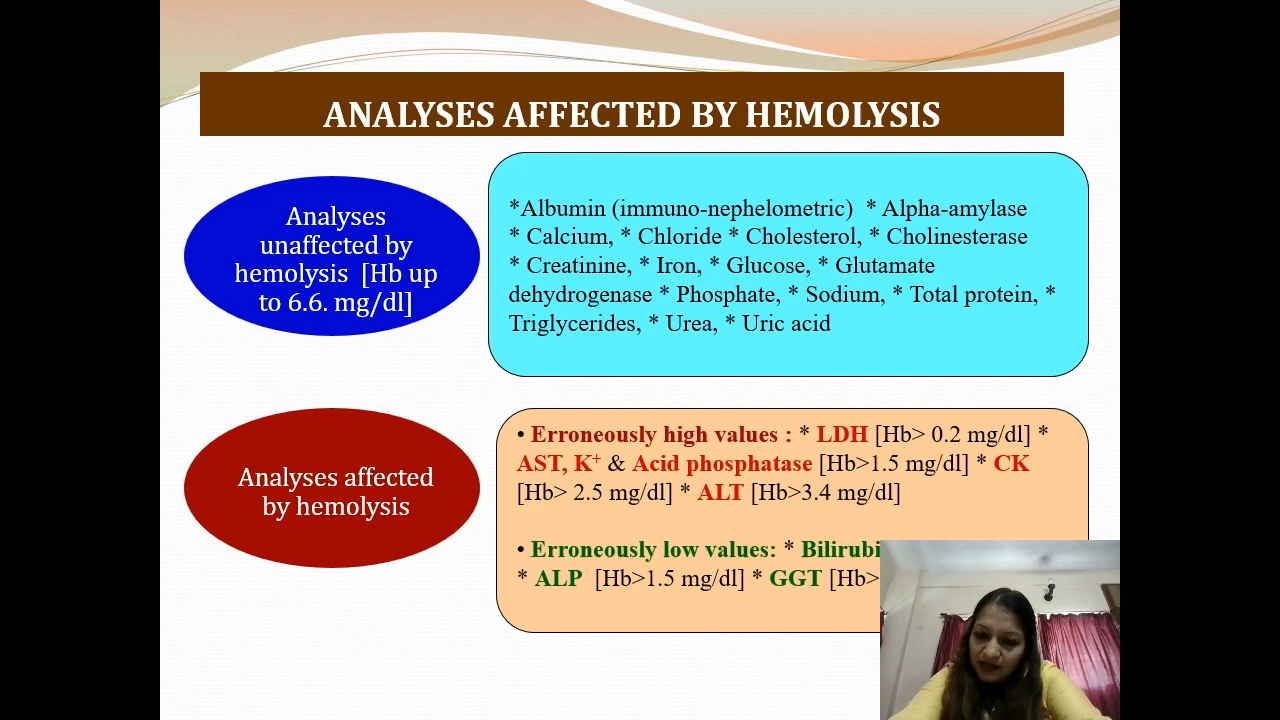 ANALYSES AFFECTED BY HEMOLYSIS
Analyses
unaffected by
hemolysis [Hb up
to 6.6. mg/dl]
*Albumin (immuno-nephelometric) * Alpha-amylase
* Calcium, * Chloride * Cholesterol, * Cholinesterase
* Creatinine, * Iron, * Glucose, * Glutamate
dehydrogenase * Phosphate, * Sodium, * Total protein, *
Triglycerides, * Urea, * Uric acid
Analyses affected
by hemolysis
• Erroneously high values : * LDH [Hb> 0.2 mg/dl] *
AST, K⁺ & Acid phosphatase [Hb>1.5 mg/dl] * CK
[Hb> 2.5 mg/dl] * ALT [Hb>3.4 mg/dl]
• Erroneously low values: *
* ALP [Hb>1.5 mg/dl] * GGT [Hb>